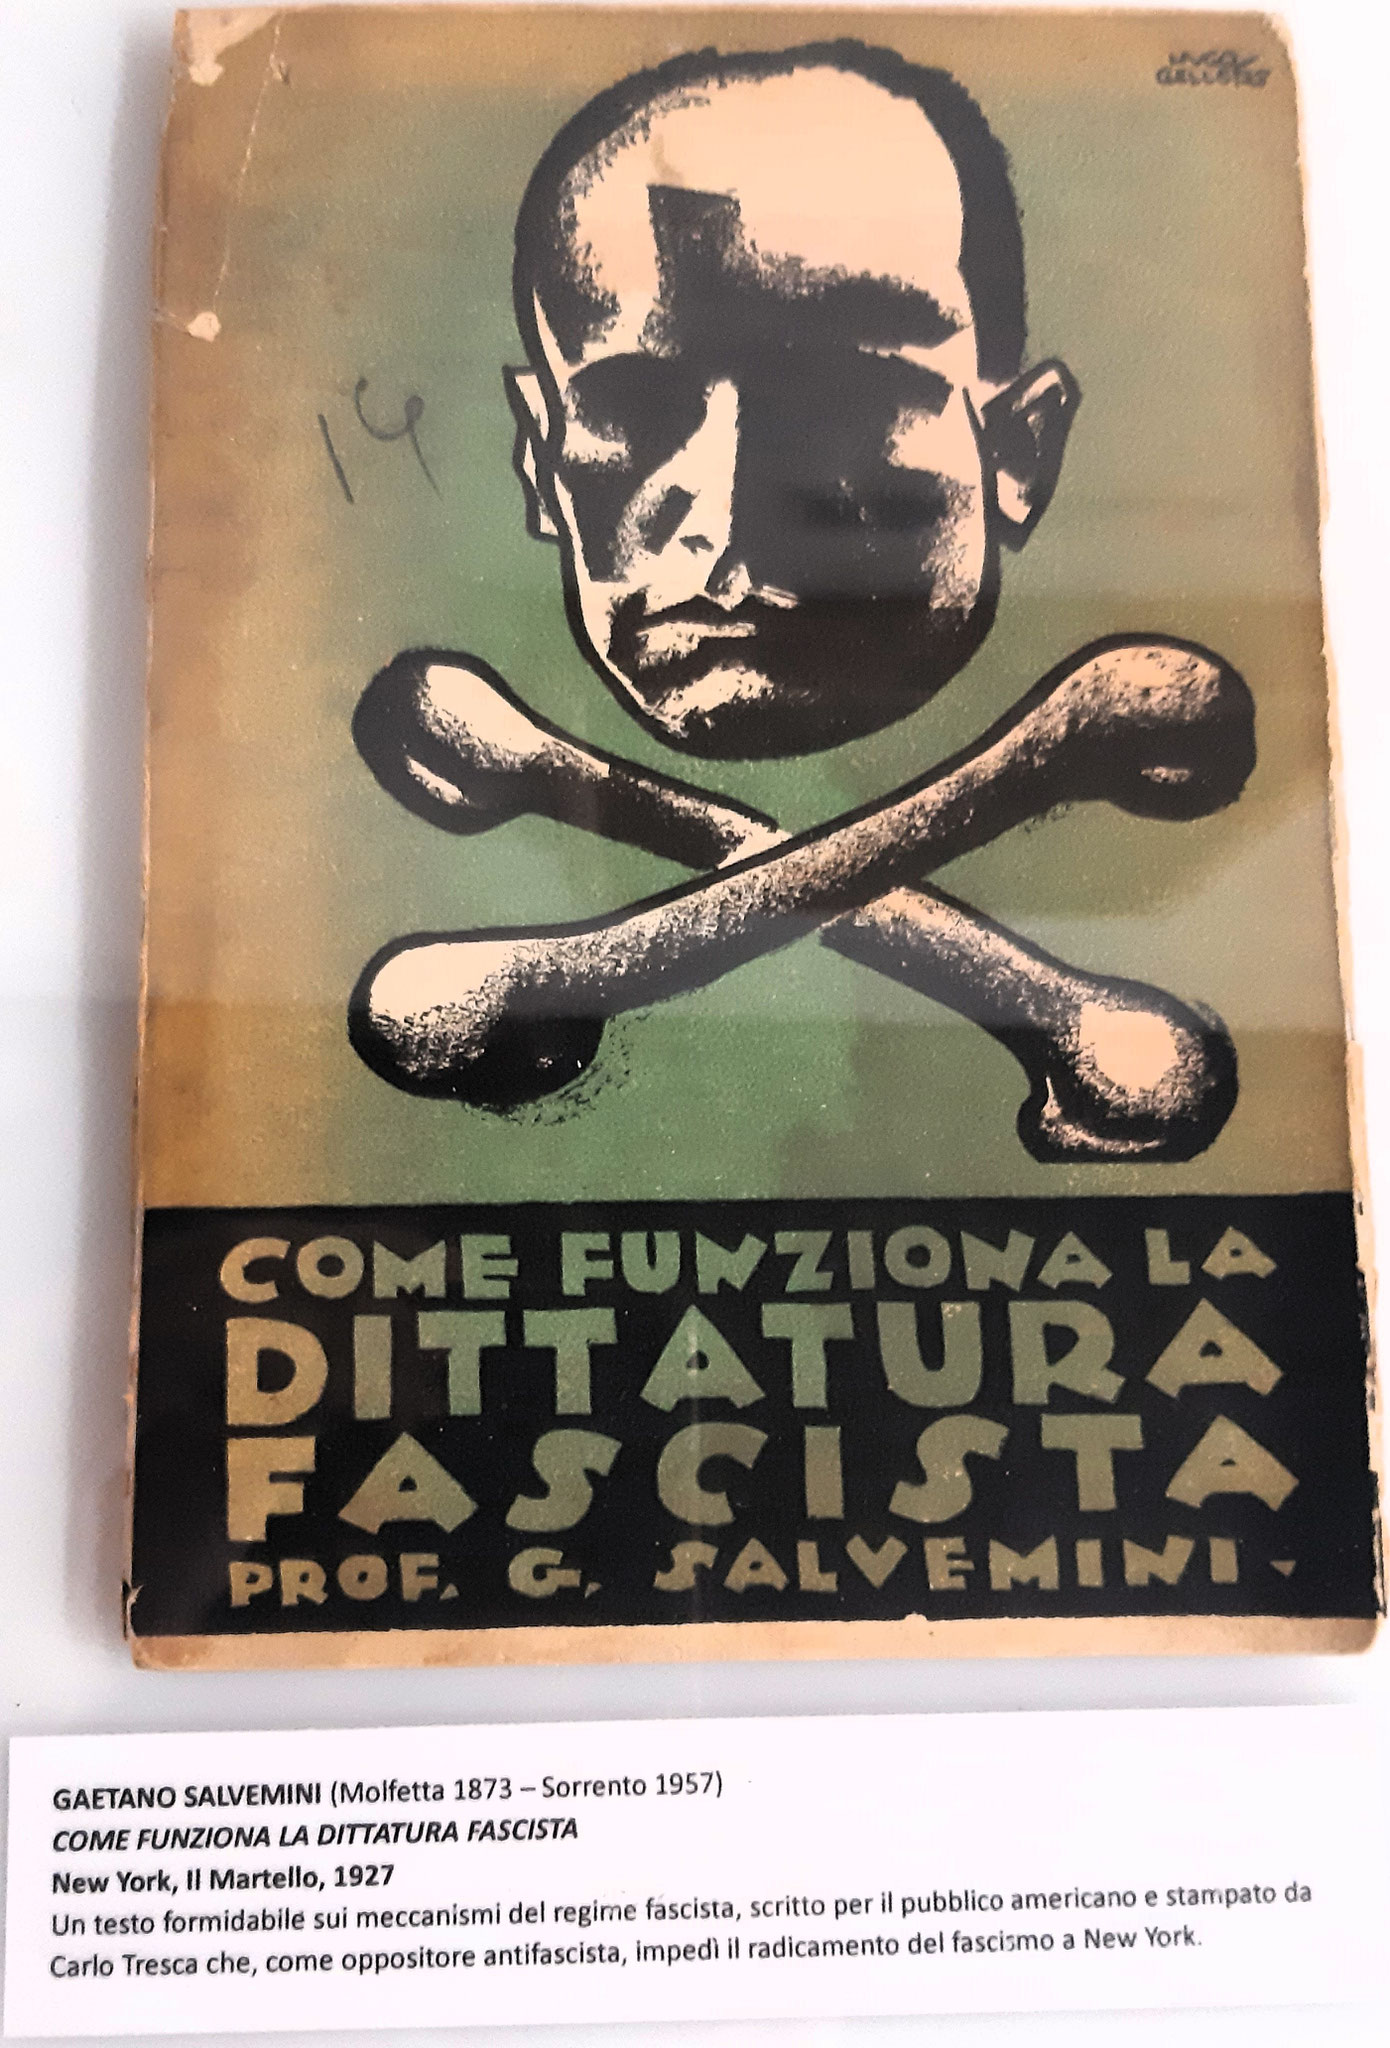 HUGO
GELLERT
14
COME FUNZIONA LA
DITTATURA
FASCISTA
PROF. G. SALVEMINI.
GAETANO SALVEMINI (Molfetta 1873 – Sorrento 1957)
COME FUNZIONA LA DITTATURA FASCISTA
New York, Il Martello, 1927
Un testo formidabile sui meccanismi del regime fascista, scritto per il pubblico americano e stampato da
Carlo Tresca che, come oppositore antifascista, impedì il radicamento del fascismo a New York.